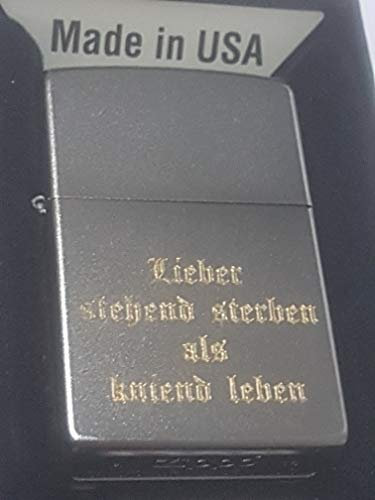 Made in USA
Lieber
stehend sterben
als
kniend leben